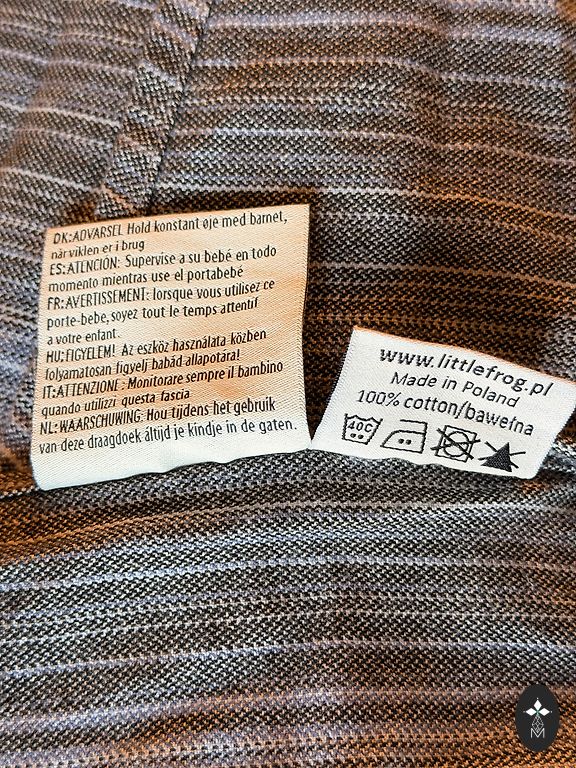 DK:ADVARSEL Hold konstant øje med barnet,
når viklen er i brug
ES:ATENCIÓN: Supervise a su bebé en todo
momento mientras use el portabebé
FR:AVERTISSEMENT: lorsque vous utilisez ce
porte-bebe, soyez tout le temps attentif
a votre enfant.
HU:FIGYELEM! Az eszköz használata közben
folyamatosan figyelj babád állapotára!
IT:ATTENZIONE: Monitorare sempre il bambino
quando utilizzi questa fascia
NL:WAARSCHUWING: Hou tijdens het gebruik
van deze draagdoek áltijd je kindje in de gaten.
www.littlefrog.pl
Made in Poland
100% cotton/bawełna
40C
M